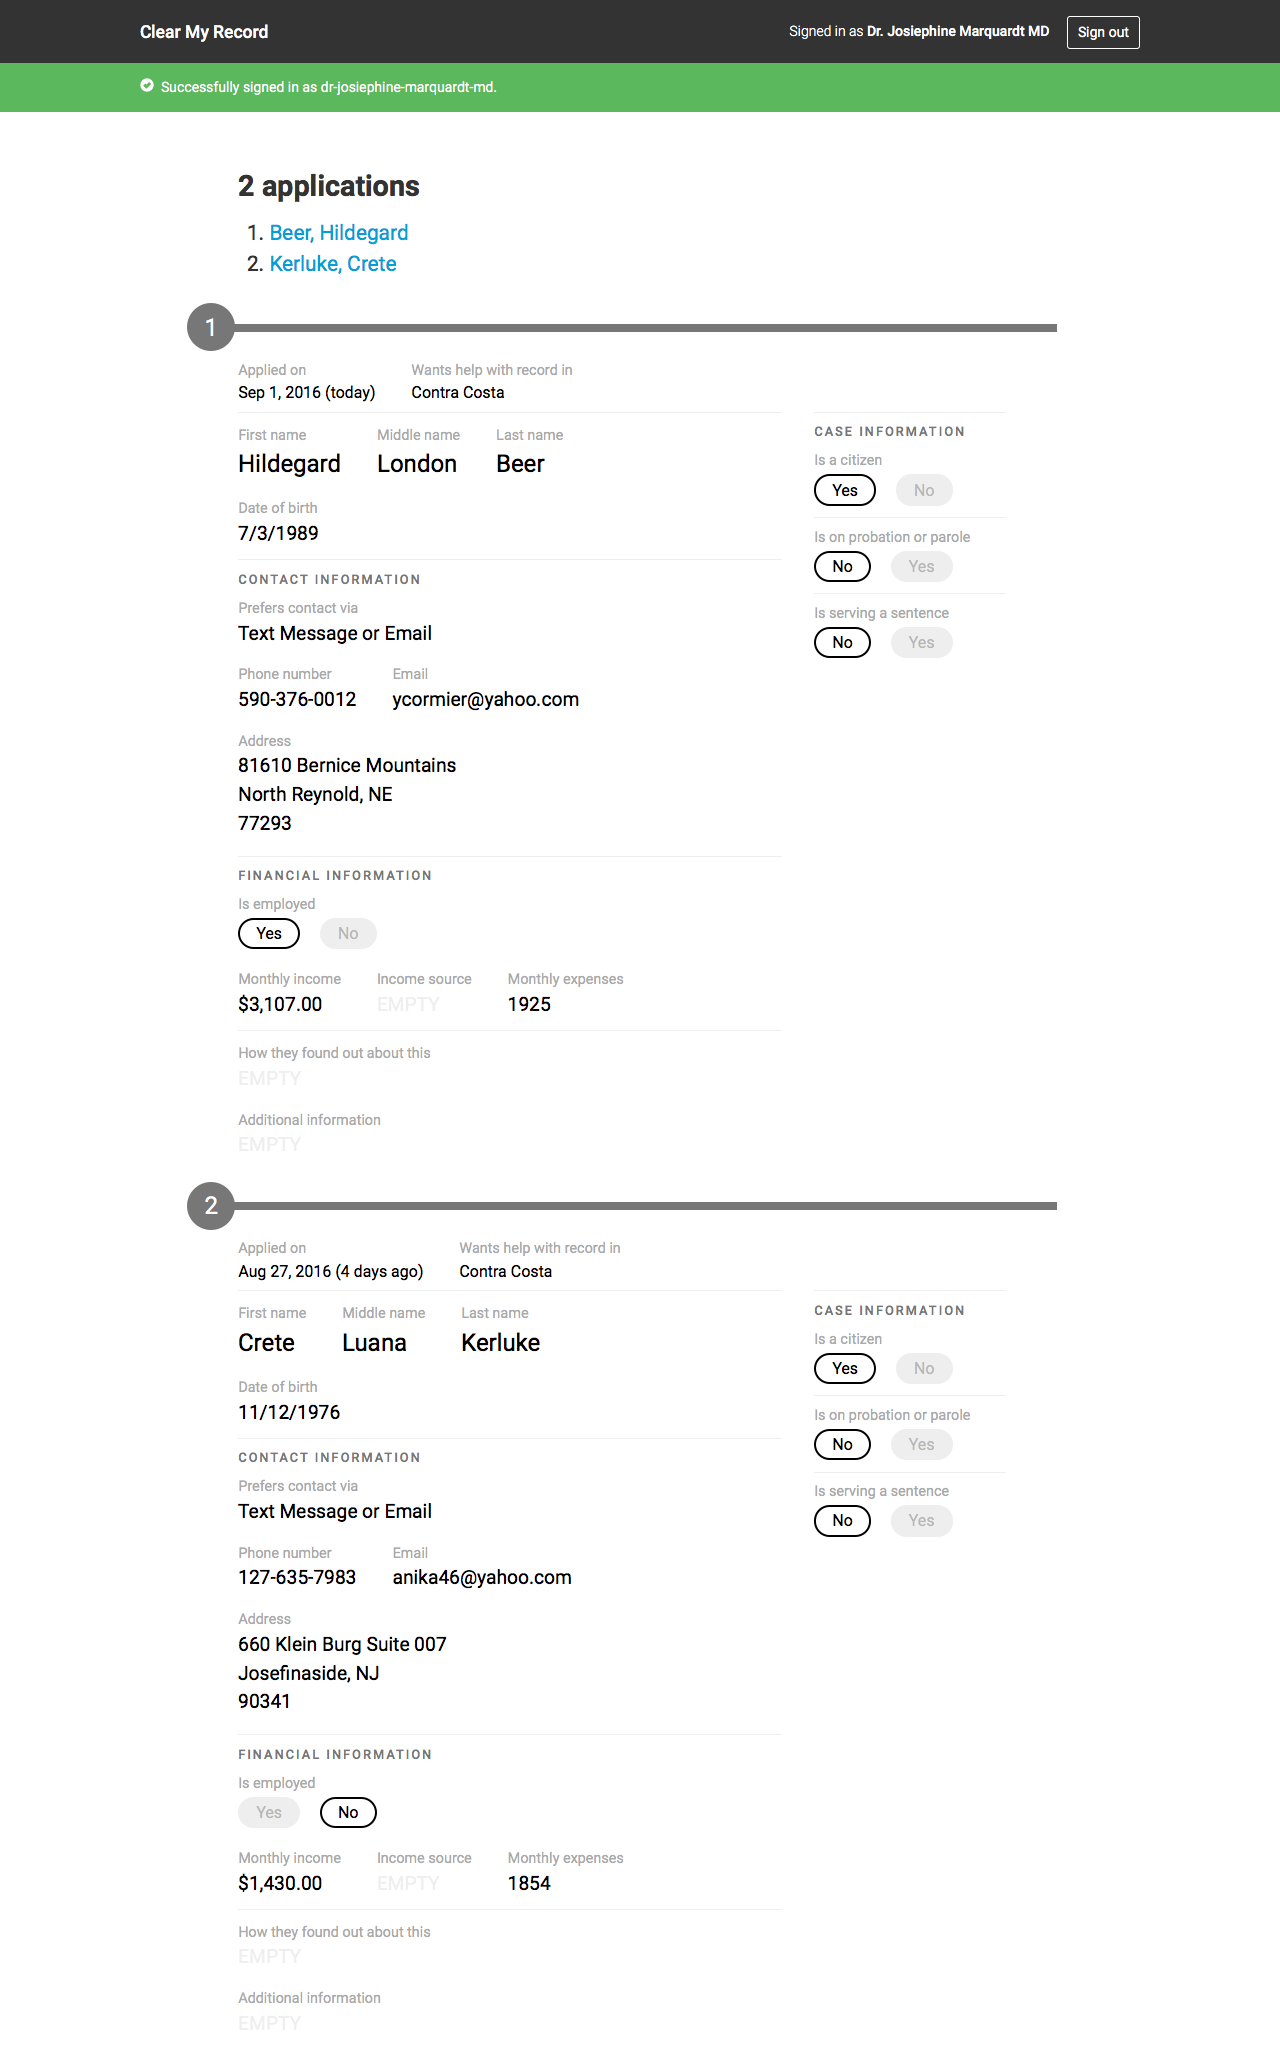 Clear My Record
Signed in as Dr. Josiephine Marquardt MD
Sign out
Successfully signed in as dr-josiephine-marquardt-md.
2 applications
1. Beer, Hildegard
2. Kerluke, Crete
1
Applied on Wants help with record in
Sep 1, 2016 (today) Contra Costa
First name Middle name Last name
Hildegard London Beer
Date of birth
7/3/1989
CONTACT INFORMATION
Prefers contact via
Text Message or Email
Phone number Email
590-376-0012 ycormier@yahoo.com
Address
81610 Bernice Mountains
North Reynold, NE
77293
FINANCIAL INFORMATION
Is employed
Yes No
Monthly income Income source Monthly expenses
$3,107.00 EMPTY 1925
How they found out about this
EMPTY
Additional information
EMPTY
CASE INFORMATION
Is a citizen
Yes No
Is on probation or parole
No Yes
Is serving a sentence
No Yes
2
Applied on Wants help with record in
Aug 27, 2016 (4 days ago) Contra Costa
First name Middle name Last name
Crete Luana Kerluke
Date of birth
11/12/1976
CONTACT INFORMATION
Prefers contact via
Text Message or Email
Phone number Email
127-635-7983 anika46@yahoo.com
Address
660 Klein Burg Suite 007
Josefinaside, NJ
90341
FINANCIAL INFORMATION
Is employed
Yes No
Monthly income Income source Monthly expenses
$1,430.00 EMPTY 1854
How they found out about this
EMPTY
Additional information
EMPTY
CASE INFORMATION
Is a citizen
Yes No
Is on probation or parole
No Yes
Is serving a sentence
No Yes